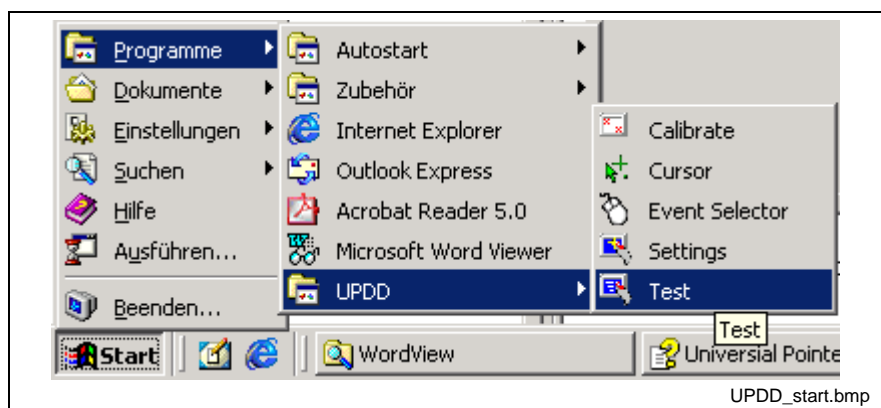 Programme
Dokumente
Einstellungen
Suchen
Hilfe
Ausführen...
Beenden...
Autostart
Zubehör
Internet Explorer
Outlook Express
Acrobat Reader 5.0
Microsoft Word Viewer
UPDD
Calibrate
Cursor
Event Selector
Settings
Test
Test
Start
WordView
Universial Pointe
UPDD_start.bmp